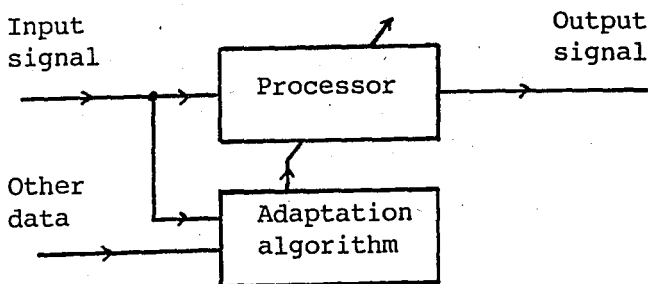 Input
signal
Output
signal
Processor
Other
data
Adaptation
algorithm